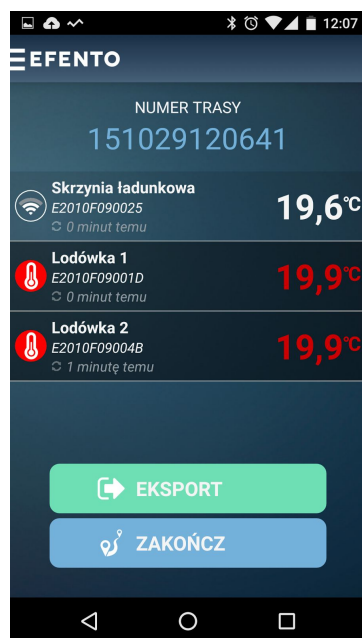 12:07
EFENTO
NUMER TRASY
151029120641
Skrzynia ładunkowa
E2010F090025
0 minut temu
19,6°C
Lodówka 1
E2010F09001D
0 minut temu
19,9°C
Lodówka 2
E2010F09004B
1 minutę temu
19,9°C
EKSPORT
ZAKOŃCZ